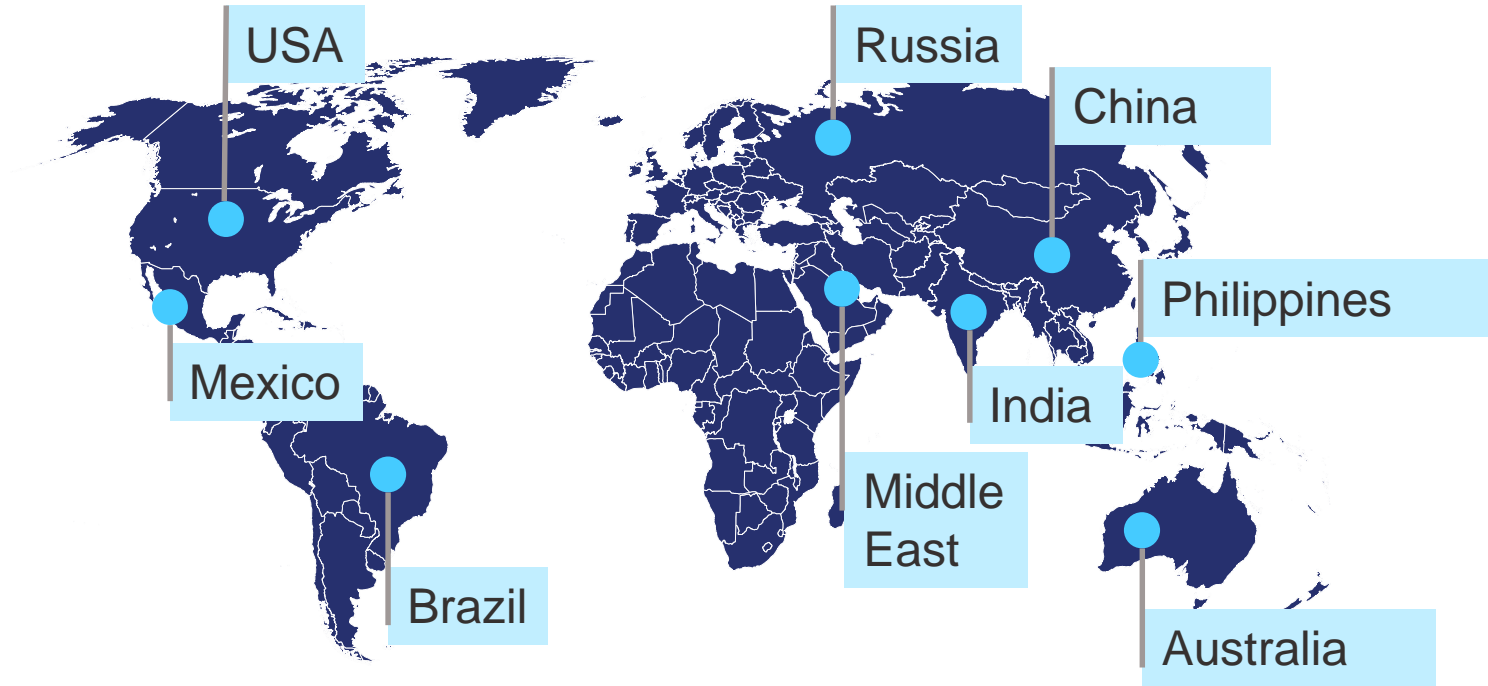 USA
Russia
China
Philippines
Mexico
India
Middle
East
Brazil
Australia